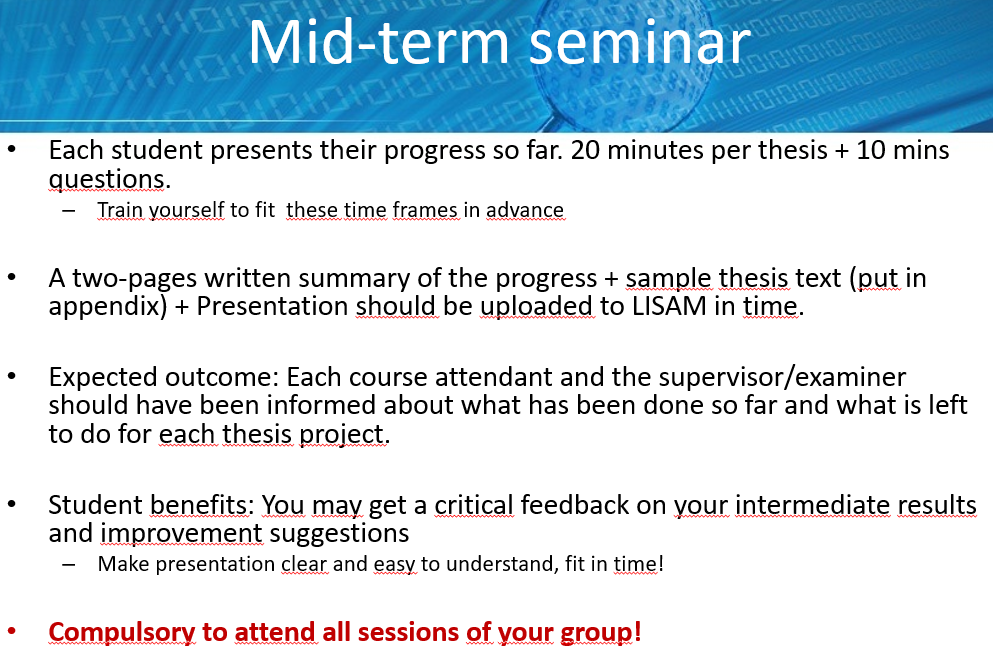 Mid-term seminar
• Each student presents their progress so far. 20 minutes per thesis + 10 mins
questions.
– Train yourself to fit  these time frames in advance
• A two-pages written summary of the progress + sample thesis text (put in
appendix) + Presentation should be uploaded to LISAM in time.
• Expected outcome: Each course attendant and the supervisor/examiner
should have been informed about what has been done so far and what is left
to do for each thesis project.
• Student benefits: You may get a critical feedback on your intermediate results
and improvement suggestions
– Make presentation clear and easy to understand, fit in time!
• Compulsory to attend all sessions of your group!